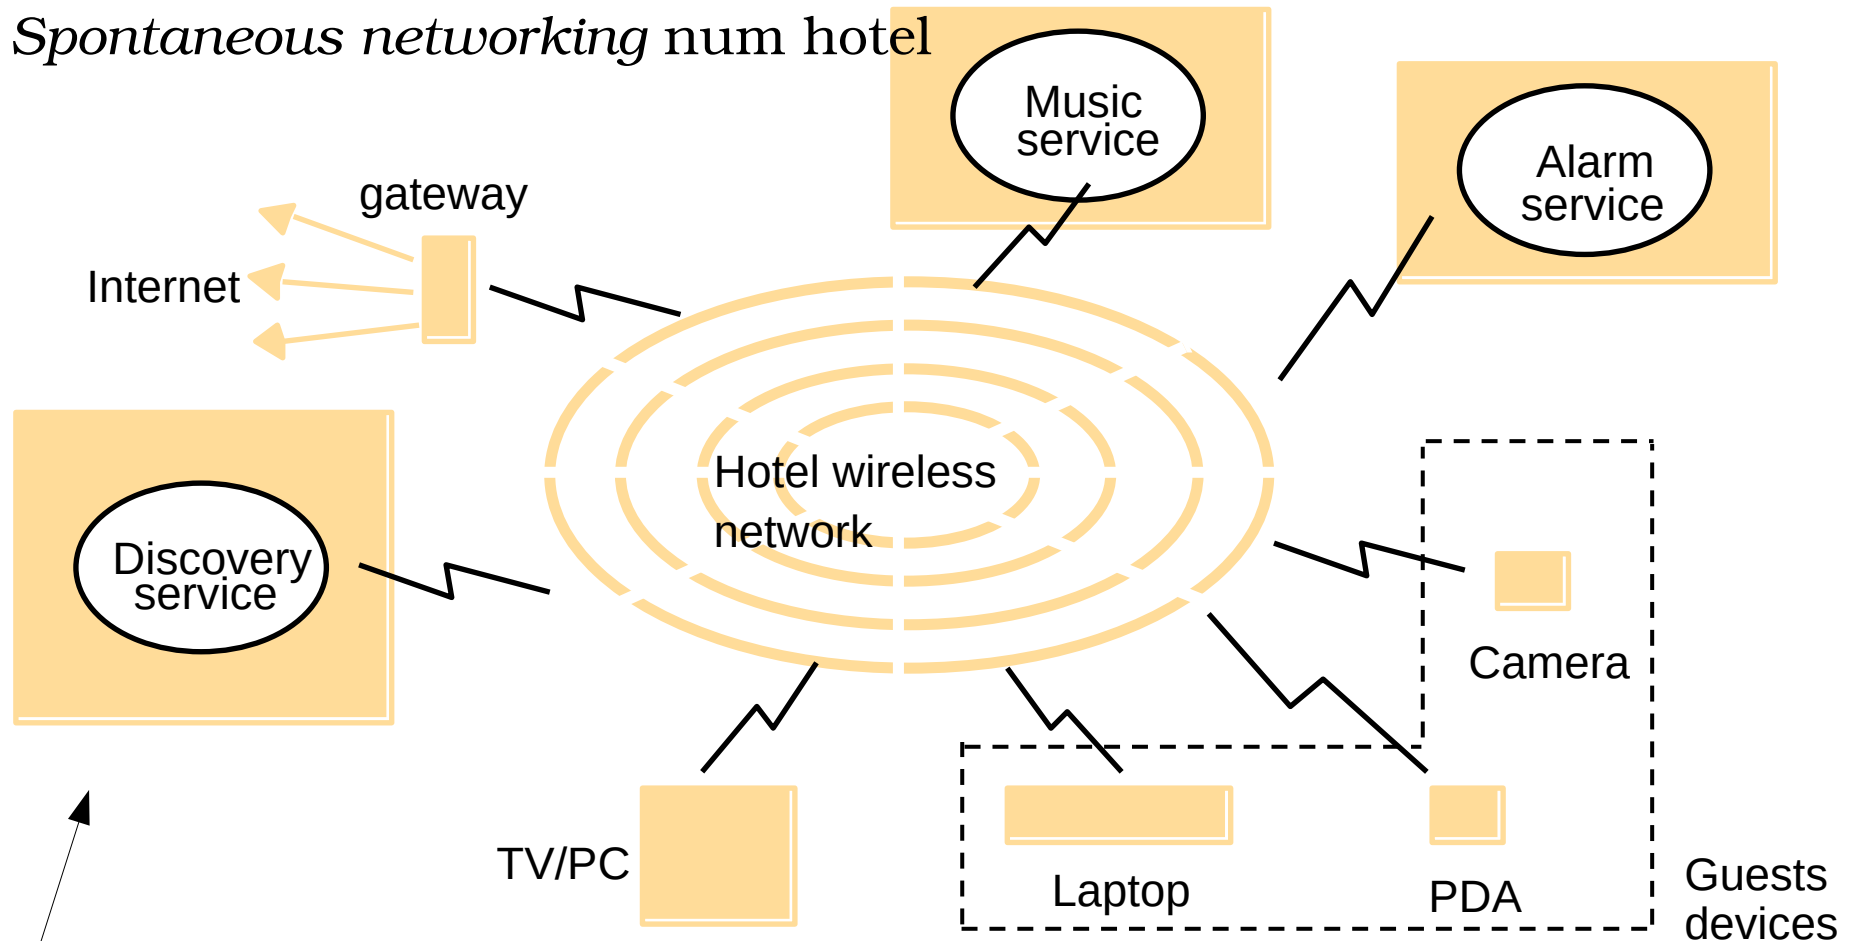 Spontaneous networking num hotel
Music
service
Alarm
service
gateway
Internet
Hotel wireless
network
Discovery
service
Camera
TV/PC
Laptop
PDA
Guests
devices